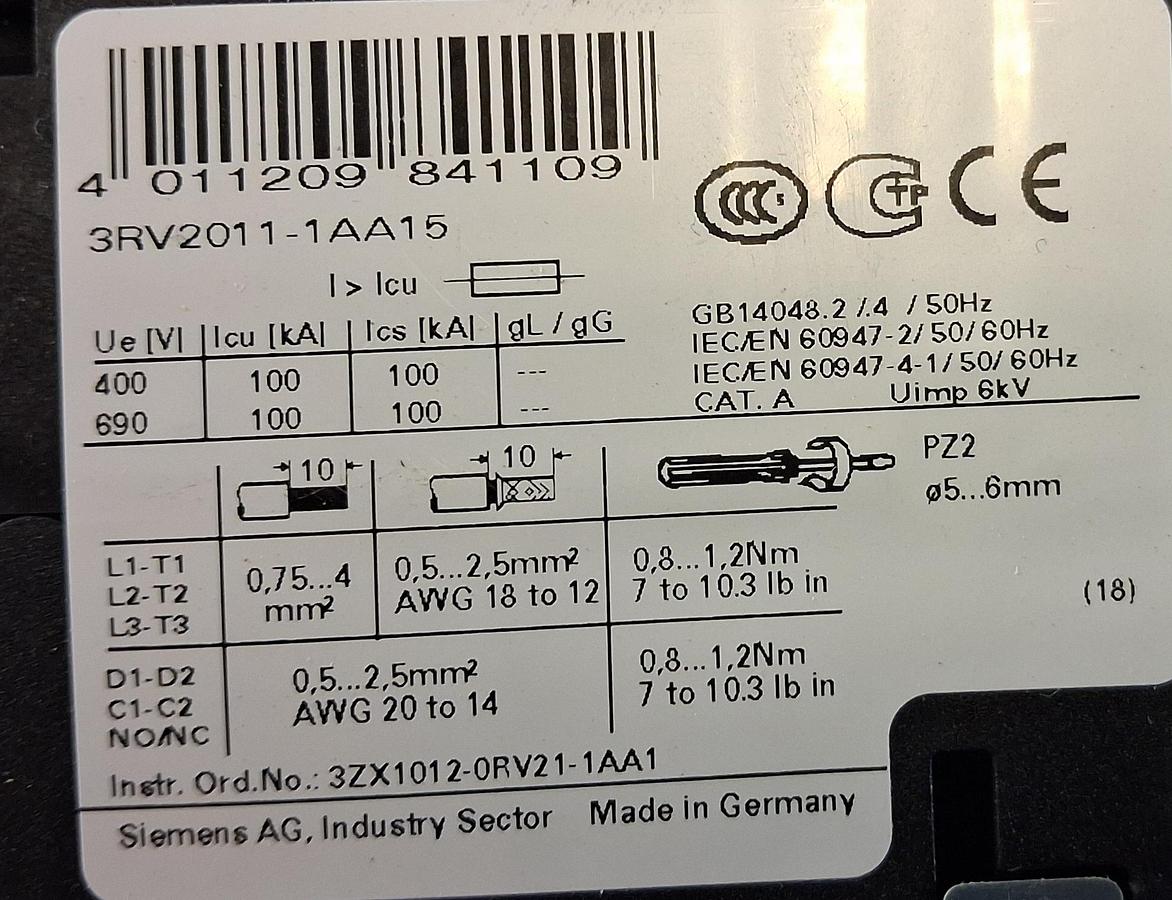 4 011209 841109
3RV2011-1AA15
I > Icu
Ue [V] Icu [kA] Ics [kA] gL / gG
400 100 100 ---
690 100 100 ---
CCC S
CTP
CE
GB14048.2 /.4 / 50Hz
IEC/EN 60947-2/ 50/ 60Hz
IEC/EN 60947-4-1/ 50/ 60Hz
CAT. A Uimp 6kV
10 10
PZ2
ø5...6mm
L1-T1
L2-T2
L3-T3
0,75...4
mm²
0,5...2,5mm²
AWG 18 to 12
0,8...1,2Nm
7 to 10.3 lb in
(18)
D1-D2
C1-C2
NO/NC
0,5...2,5mm²
AWG 20 to 14
0,8...1,2Nm
7 to 10.3 lb in
Instr. Ord.No.: 3ZX1012-0RV21-1AA1
Siemens AG, Industry Sector Made in Germany